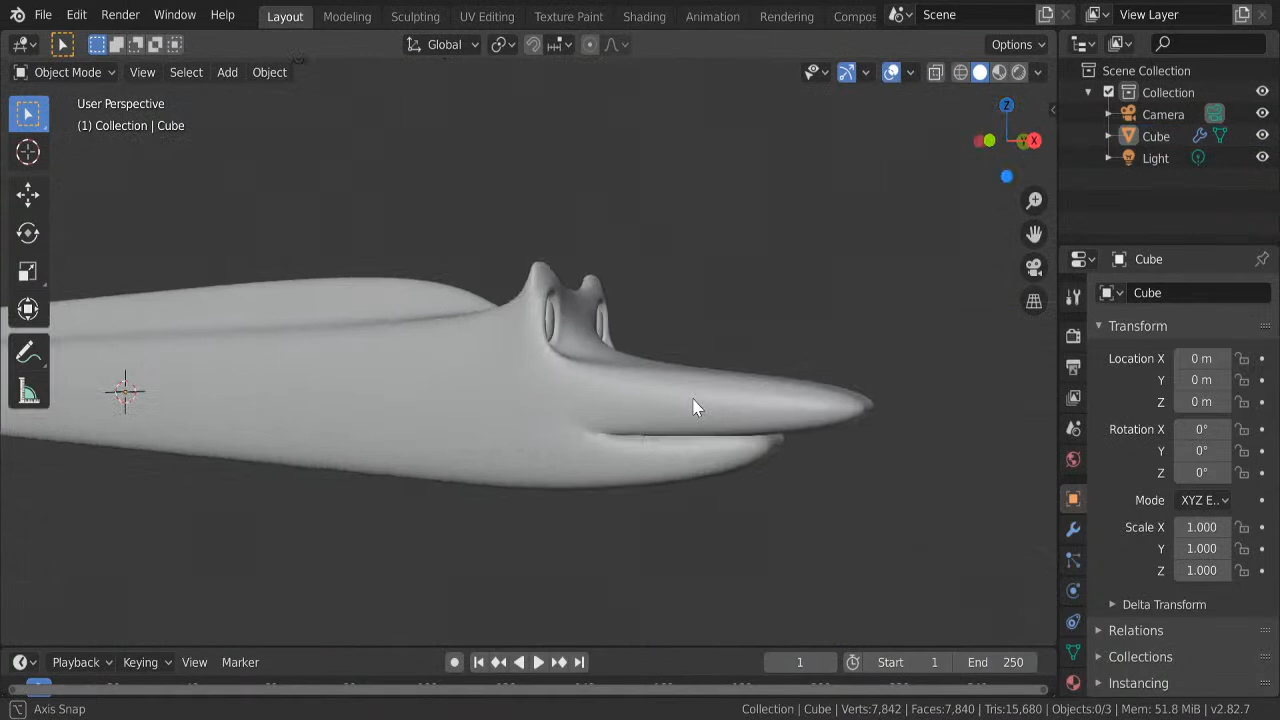 File Edit Render Window Help Layout Modeling Sculpting UV Editing Texture Paint Shading Animation Rendering Compos Scene View Layer
Global Options
Object Mode View Select Add Object
User Perspective
(1) Collection | Cube
Z
Y X
Scene Collection
Collection
Camera
Cube
Light
Cube
Cube
Transform
Location X 0 m
Y 0 m
Z 0 m
Rotation X 0°
Y 0°
Z 0°
Mode XYZ E..
Scale X 1.000
Y 1.000
Z 1.000
Delta Transform
Relations
Collections
Instancing
Playback Keying View Marker 1 Start 1 End 250
Axis Snap
Collection | Cube | Verts:7,842 | Faces:7,840 | Tris:15,680 | Objects:0/3 | Mem: 51.8 MiB | v2.82.7